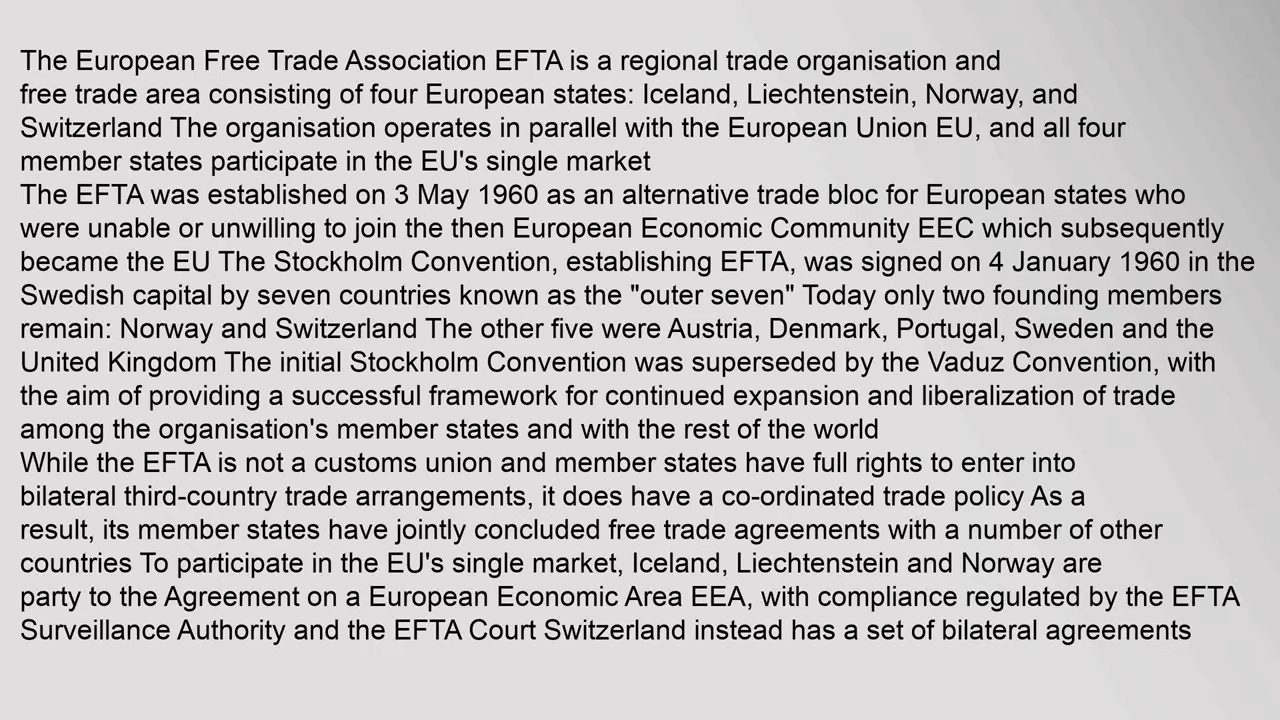 The European Free Trade Association EFTA is a regional trade organisation and
free trade area consisting of four European states: Iceland, Liechtenstein, Norway, and
Switzerland The organisation operates in parallel with the European Union EU, and all four
member states participate in the EU's single market
The EFTA was established on 3 May 1960 as an alternative trade bloc for European states who
were unable or unwilling to join the then European Economic Community EEC which subsequently
became the EU The Stockholm Convention, establishing EFTA, was signed on 4 January 1960 in the
Swedish capital by seven countries known as the "outer seven" Today only two founding members
remain: Norway and Switzerland The other five were Austria, Denmark, Portugal, Sweden and the
United Kingdom The initial Stockholm Convention was superseded by the Vaduz Convention, with
the aim of providing a successful framework for continued expansion and liberalization of trade
among the organisation's member states and with the rest of the world
While the EFTA is not a customs union and member states have full rights to enter into
bilateral third-country trade arrangements, it does have a co-ordinated trade policy As a
result, its member states have jointly concluded free trade agreements with a number of other
countries To participate in the EU's single market, Iceland, Liechtenstein and Norway are
party to the Agreement on a European Economic Area EEA, with compliance regulated by the EFTA
Surveillance Authority and the EFTA Court Switzerland instead has a set of bilateral agreements